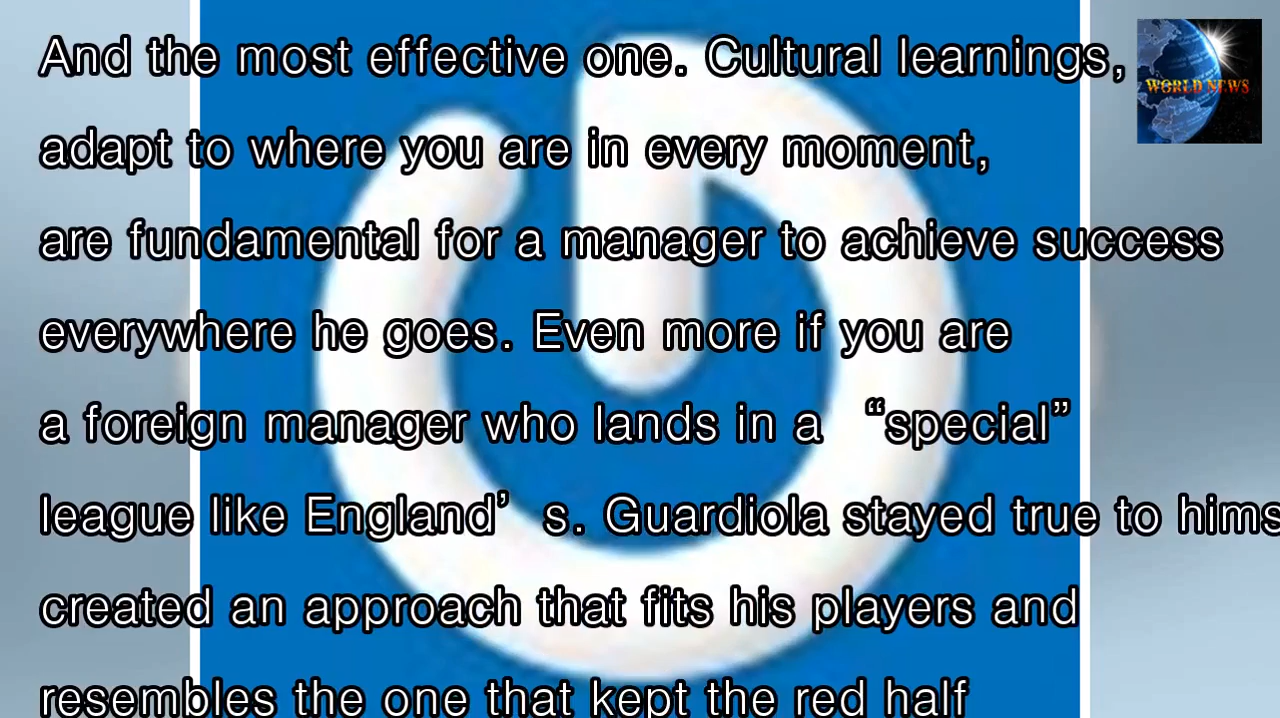 And the most effective one. Cultural learnings,
WORLD NEWS
adapt to where you are in every moment,
are fundamental for a manager to achieve success
everywhere he goes. Even more if you are
a foreign manager who lands in a “special”
league like England’s. Guardiola stayed true to hims
created an approach that fits his players and
resembles the one that kept the red half